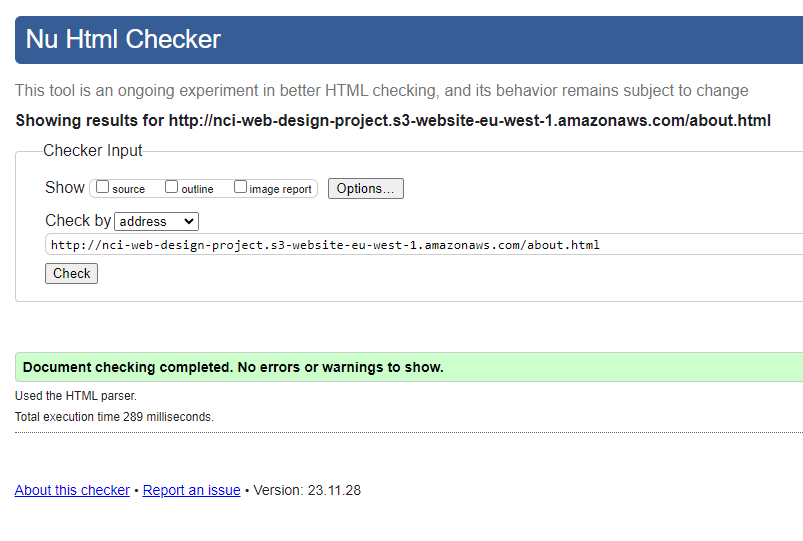 Nu Html Checker
This tool is an ongoing experiment in better HTML checking, and its behavior remains subject to change
Showing results for http://nci-web-design-project.s3-website-eu-west-1.amazonaws.com/about.html
Checker Input
Show source outline image report Options...
Check by address
http://nci-web-design-project.s3-website-eu-west-1.amazonaws.com/about.html
Check
Document checking completed. No errors or warnings to show.
Used the HTML parser.
Total execution time 289 milliseconds.
About this checker • Report an issue • Version: 23.11.28